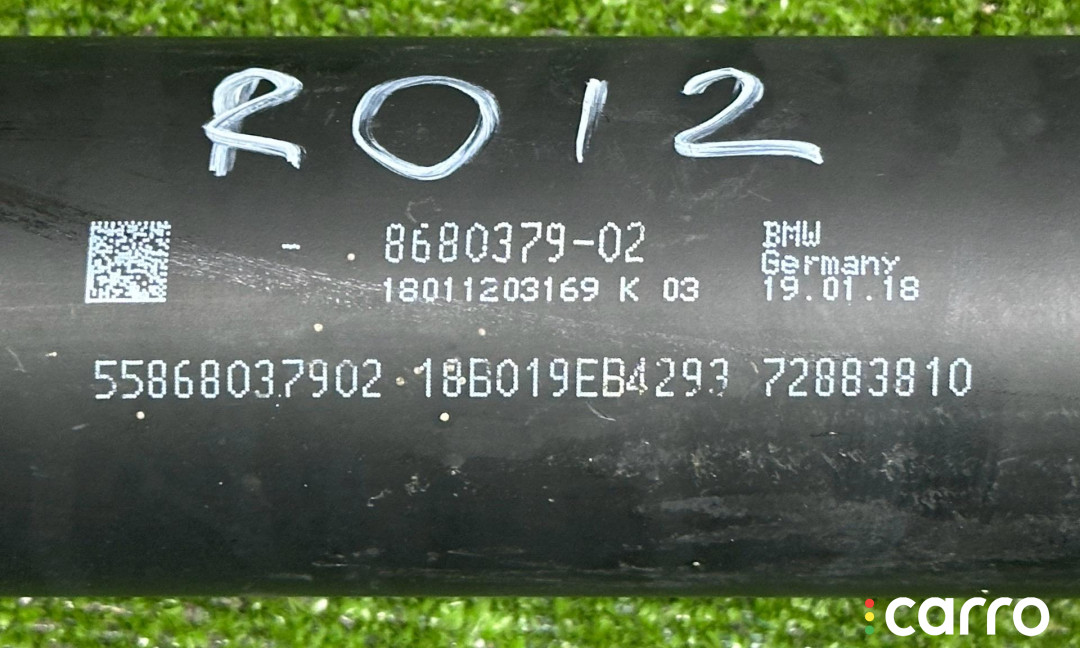 R012
- 8680379-02
18011203169 K 03
BMW
Germany
19.01.18
55868037902 18B019EB4293 72883810
carro